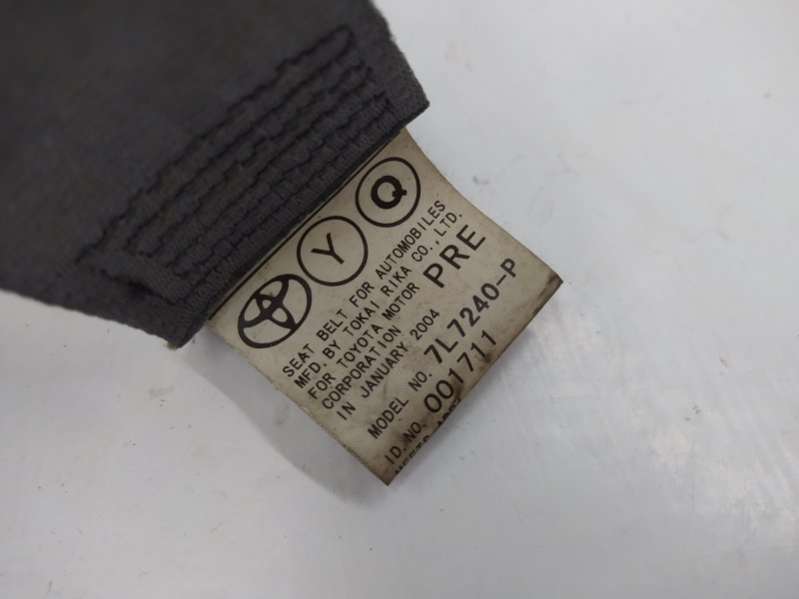 Y Q
SEAT BELT FOR AUTOMOBILES
MFD. BY TOKAI RIKA CO., LTD.
FOR TOYOTA MOTOR
CORPORATION PRE
IN JANUARY 2004
MODEL NO. 7L7240-P
ID. NO. 001711